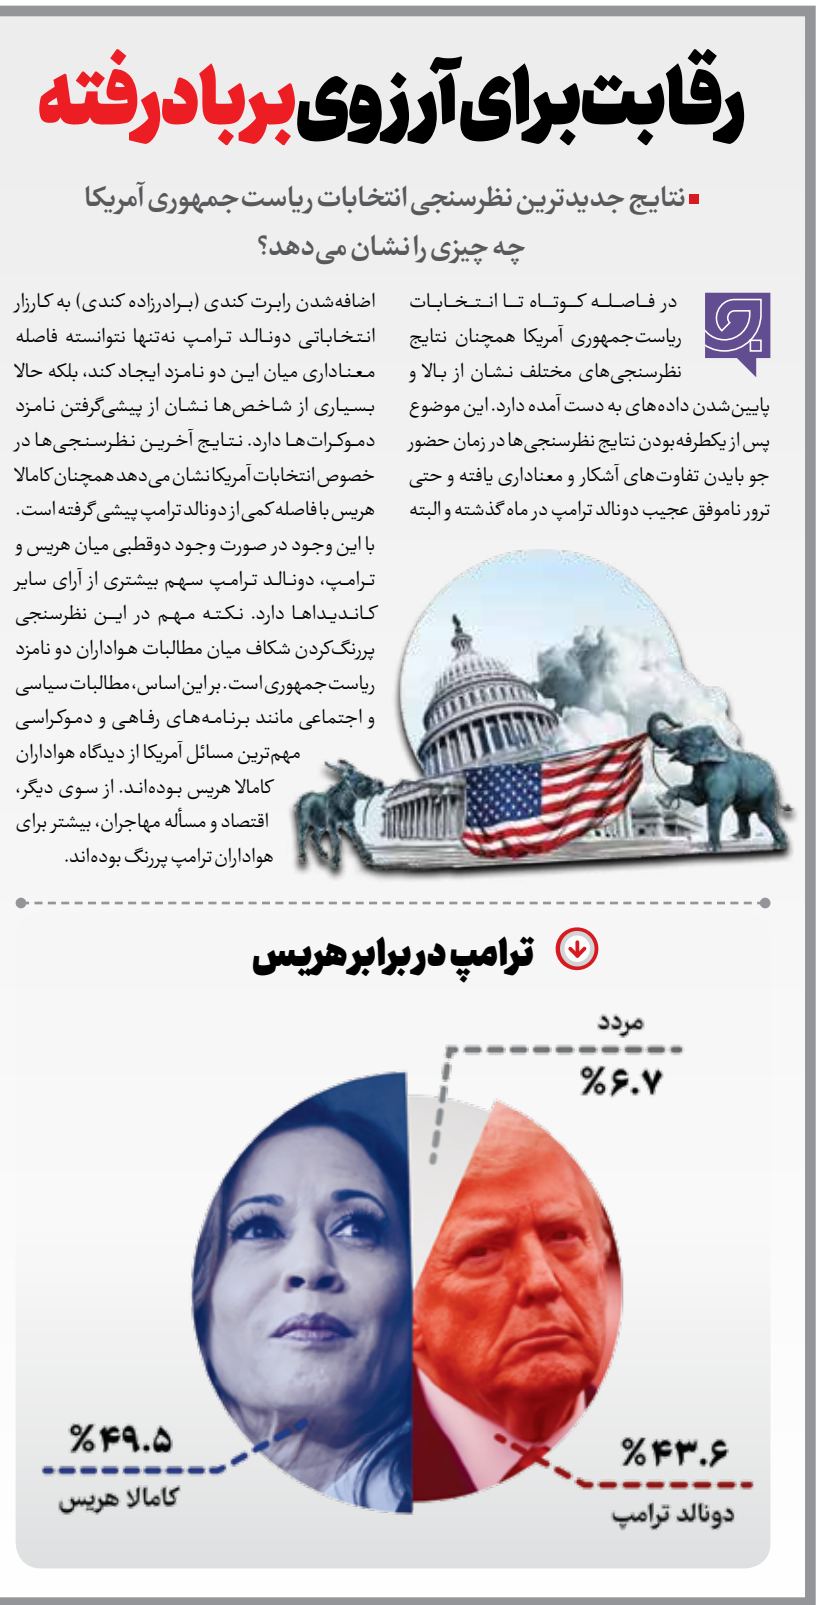 رقابت برای آرزوی بربادرفته
نتایج جدیدترین نظرسنجی انتخابات ریاست جمهوری آمریکا
چه چیزی را نشان می‌دهد؟
در فاصله کوتاه تا انتخابات
ریاست‌جمهوری آمریکا همچنان نتایج
نظرسنجی‌های مختلف نشان از بالا و
پایین‌شدن داده‌های به دست آمده دارد. این موضوع
پس از یکطرفه‌بودن نتایج نظرسنجی‌ها در زمان حضور
جو بایدن تفاوت‌های آشکار و معناداری یافته و حتی
ترور ناموفق عجیب دونالد ترامپ در ماه گذشته و البته
اضافه‌شدن رابرت کندی (برادرزاده کندی) به کارزار
انتخاباتی دونالد ترامپ نه‌تنها نتوانسته فاصله
معناداری میان این دو نامزد ایجاد کند، بلکه حالا
بسیاری از شاخص‌ها نشان از پیشی‌گرفتن نامزد
دموکرات‌ها دارد. نتایج آخرین نظرسنجی‌ها در
خصوص انتخابات آمریکا نشان می‌دهد همچنان کامالا
هریس با فاصله کمی از دونالد ترامپ پیشی گرفته است.
با این وجود در صورت وجود دوقطبی میان هریس و
ترامپ، دونالد ترامپ سهم بیشتری از آرای سایر
کاندیداها دارد. نکته مهم در این نظرسنجی
پررنگ‌کردن شکاف میان مطالبات هواداران دو نامزد
ریاست‌جمهوری است. بر این اساس، مطالبات سیاسی
و اجتماعی مانند برنامه‌های رفاهی و دموکراسی
مهم‌ترین مسائل آمریکا از دیدگاه هواداران
کامالا هریس بوده‌اند. از سوی دیگر،
اقتصاد و مسأله مهاجران، بیشتر برای
هواداران ترامپ پررنگ بوده‌اند.
ترامپ در برابر هریس
مردد
%۶.۷
%۴۹.۵
کامالا هریس
%۴۳.۶
دونالد ترامپ